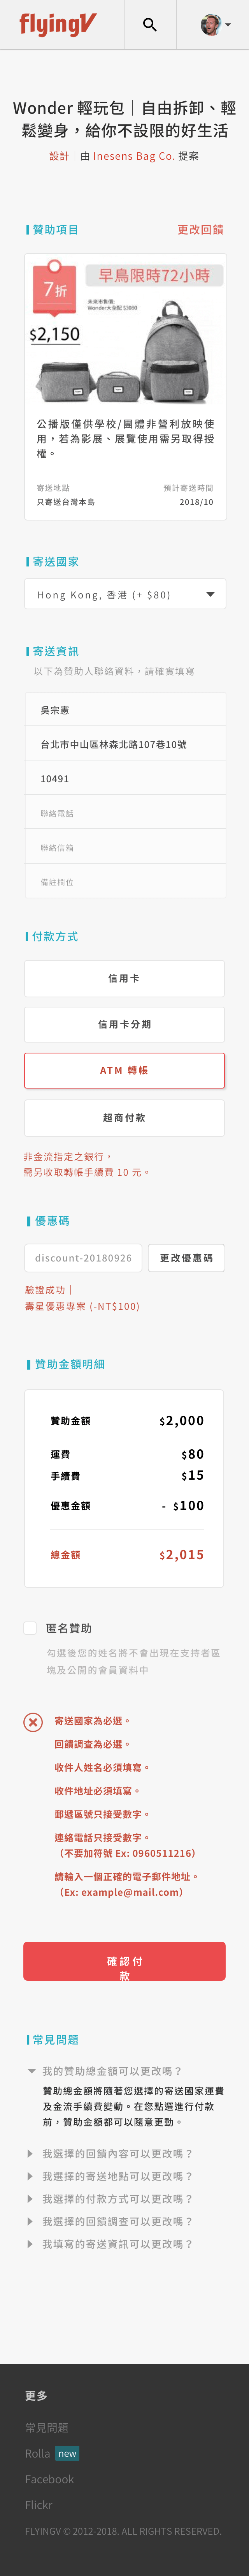 flyingV
Wonder 輕玩包｜自由拆卸、輕
鬆變身，給你不設限的好生活
設計｜由 Inesens Bag Co. 提案
贊助項目
更改回饋
早鳥限時72小時
7折
未來市售價:
Wonder大全配 $3080
$2,150
公播版僅供學校/團體非營利放映使
用，若為影展、展覽使用需另取得授
權。
寄送地點
預計寄送時間
只寄送台灣本島
2018/10
寄送國家
Hong Kong, 香港 (+ $80)
寄送資訊
以下為贊助人聯絡資料，請確實填寫
吳宗憲
台北市中山區林森北路107巷10號
10491
聯絡電話
聯絡信箱
備註欄位
付款方式
信用卡
信用卡分期
ATM 轉帳
超商付款
非金流指定之銀行，
需另收取轉帳手續費 10 元。
優惠碼
discount-20180926
更改優惠碼
驗證成功｜
壽星優惠專案 (-NT$100)
贊助金額明細
贊助金額
$2,000
運費
$80
手續費
$15
優惠金額
- $100
總金額
$2,015
匿名贊助
勾選後您的姓名將不會出現在支持者區
塊及公開的會員資料中
寄送國家為必選。
回饋調查為必選。
收件人姓名必須填寫。
收件地址必須填寫。
郵遞區號只接受數字。
連絡電話只接受數字。
（不要加符號 Ex: 0960511216）
請輸入一個正確的電子郵件地址。
（Ex: example@mail.com）
確認付
款
常見問題
我的贊助總金額可以更改嗎？
贊助總金額將隨著您選擇的寄送國家運費
及金流手續費變動。在您點選進行付款
前，贊助金額都可以隨意更動。
我選擇的回饋內容可以更改嗎？
我選擇的寄送地點可以更改嗎？
我選擇的付款方式可以更改嗎？
我選擇的回饋調查可以更改嗎？
我填寫的寄送資訊可以更改嗎？
更多
常見問題
Rolla new
Facebook
Flickr
FLYINGV © 2012-2018. ALL RIGHTS RESERVED.